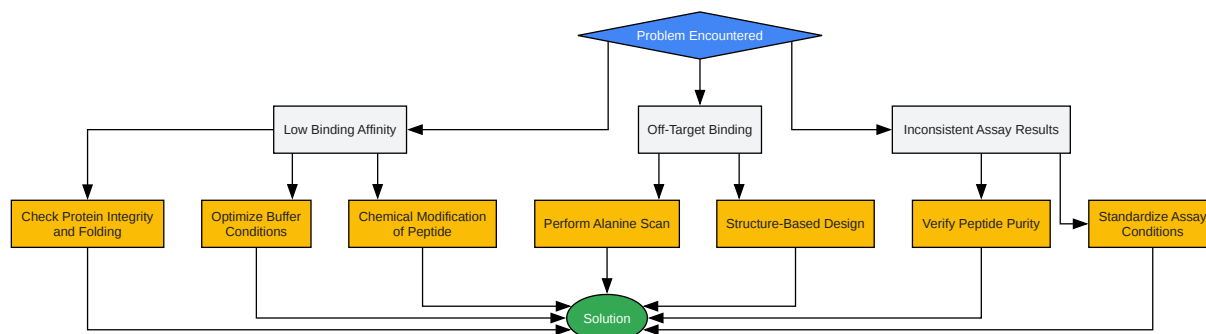 Problem Encountered
Low Binding Affinity
Off-Target Binding
Inconsistent Assay Results
Check Protein Integrity
and Folding
Optimize Buffer
Conditions
Chemical Modification
of Peptide
Perform Alanine Scan
Structure-Based Design
Verify Peptide Purity
Standardize Assay
Conditions
Solution